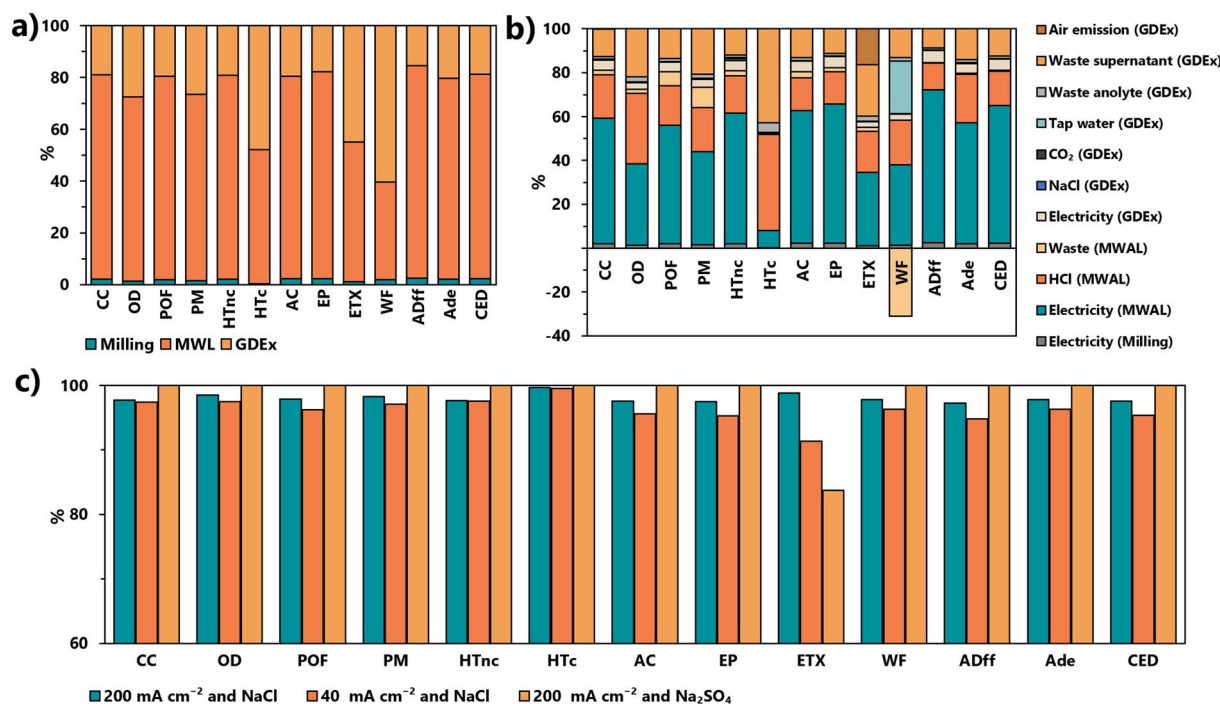 a)
100
80
60
40
20
0
%
CC
OD
POF
PM
HTnc
HTc
AC
EP
ETX
WF
ADff
Ade
CED
Milling MWL GDEx
b)
100
80
60
40
20
-20
-40
%
CC
OD
POF
PM
HTnc
HTc
AC
EP
ETX
WF
ADff
Ade
CED
Air emission (GDEx)
Waste supernatant (GDEx)
Waste anolyte (GDEx)
Tap water (GDEx)
CO₂ (GDEx)
NaCl (GDEx)
Electricity (GDEx)
Waste (MWAL)
HCl (MWAL)
Electricity (MWAL)
Electricity (Milling)
c)
100
80
60
%
CC OD POF PM HTnc HTc AC EP ETX WF ADff Ade CED
200 mA cm⁻² and NaCl 40 mA cm⁻² and NaCl 200 mA cm⁻² and Na₂SO₄